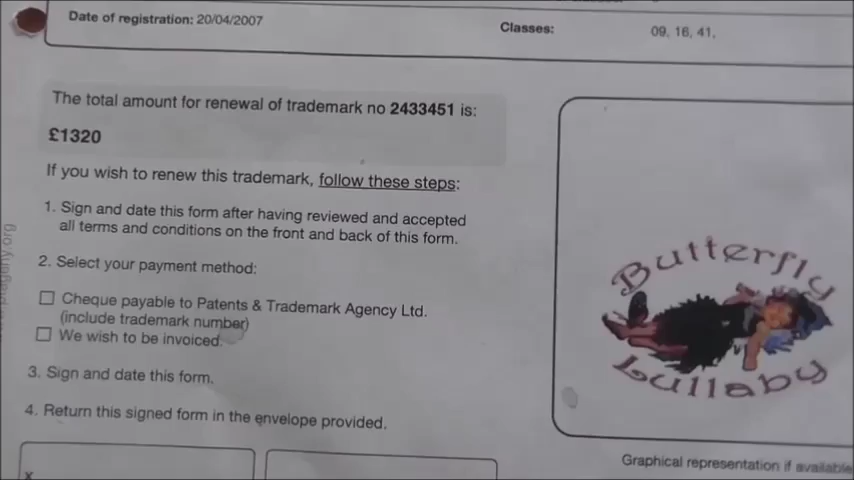 Date of registration: 20/04/2007
Classes: 09, 16, 41,
The total amount for renewal of trademark no 2433451 is:
£1320
If you wish to renew this trademark, follow these steps:
1. Sign and date this form after having reviewed and accepted
all terms and conditions on the front and back of this form.
2. Select your payment method:
Cheque payable to Patents & Trademark Agency Ltd.
(include trademark number)
We wish to be invoiced.
3. Sign and date this form.
4. Return this signed form in the envelope provided.
x
Butterfly
Lullaby
Graphical representation if available